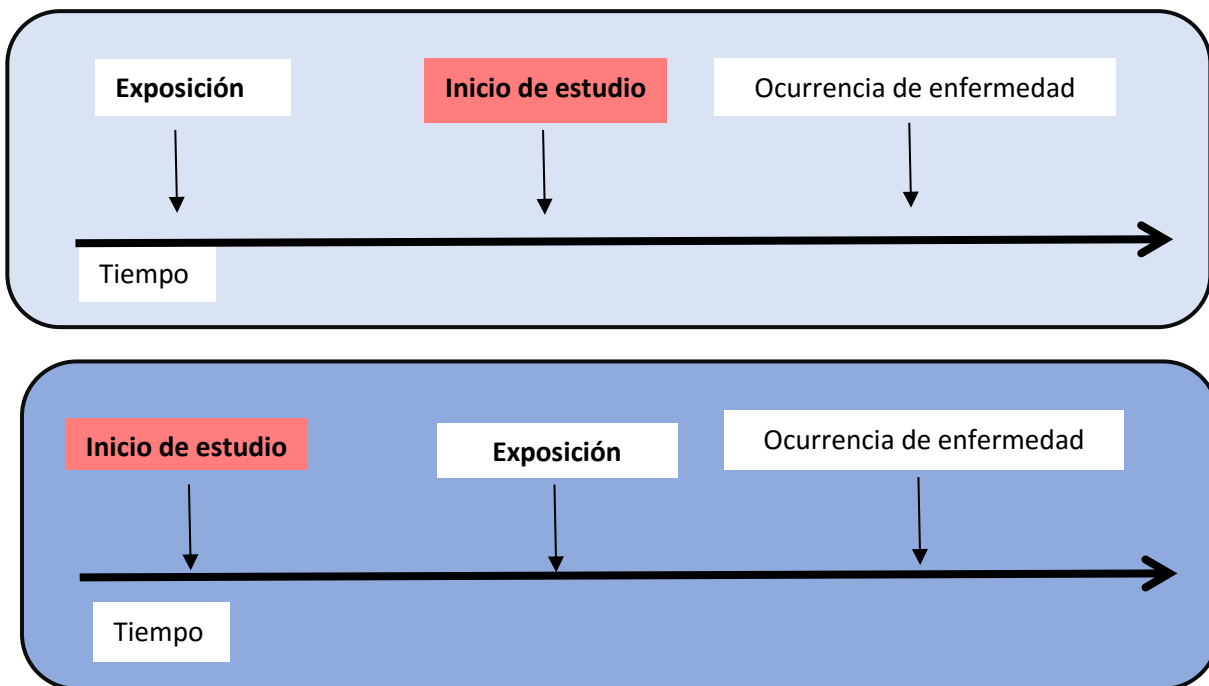 Exposición
Inicio de estudio
Ocurrencia de enfermedad
Tiempo
Inicio de estudio
Exposición
Ocurrencia de enfermedad
Tiempo